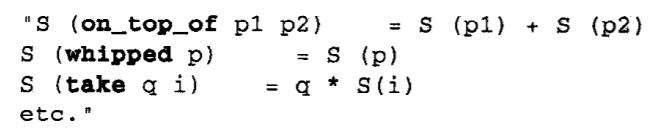 "S (on_top_of p1 p2) = S (p1) + S (p2)
S (whipped p) = S (p)
S (take q i) = q * S(i)
etc."